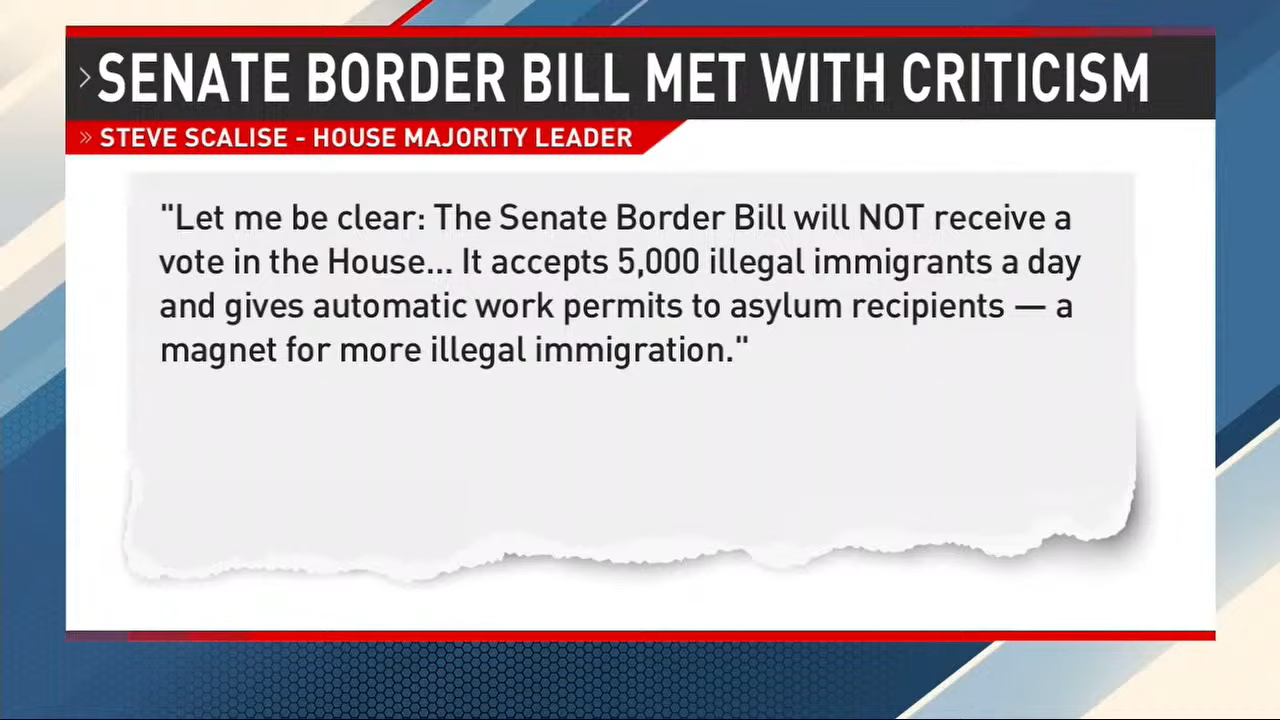 SENATE BORDER BILL MET WITH CRITICISM
STEVE SCALISE - HOUSE MAJORITY LEADER
"Let me be clear: The Senate Border Bill will NOT receive a
vote in the House... It accepts 5,000 illegal immigrants a day
and gives automatic work permits to asylum recipients — a
magnet for more illegal immigration."